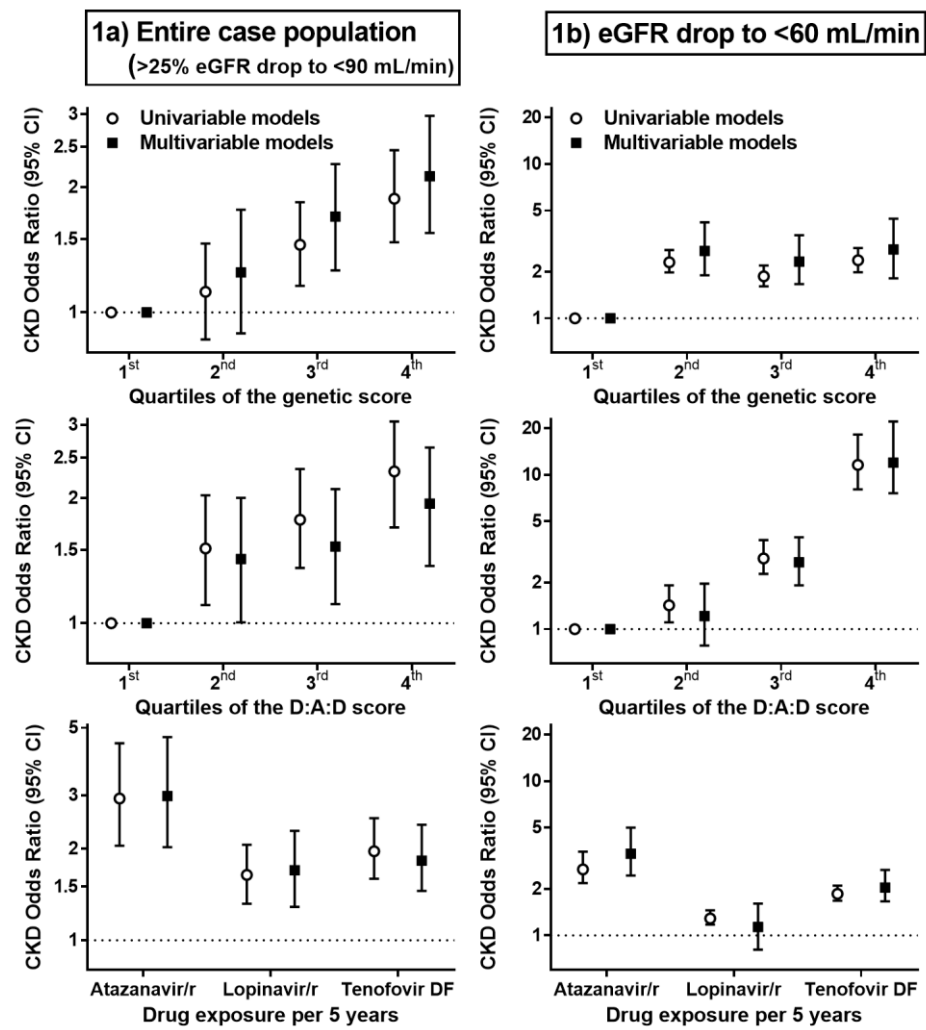 1a) Entire case population
(>25% eGFR drop to <90 mL/min)
1b) eGFR drop to <60 mL/min
CKD Odds Ratio (95% CI)
3
2.5
2
1.5
1
Univariable models
Multivariable models
1st
2nd
3rd
4th
Quartiles of the genetic score
CKD Odds Ratio (95% CI)
20
10
5
2
1
Univariable models
Multivariable models
1st
2nd
3rd
4th
Quartiles of the genetic score
CKD Odds Ratio (95% CI)
3
2.5
2
1.5
1
1st
2nd
3rd
4th
Quartiles of the D:A:D score
CKD Odds Ratio (95% CI)
20
10
5
2
1
1st
2nd
3rd
4th
Quartiles of the D:A:D score
CKD Odds Ratio (95% CI)
5
3
2
1.5
1
Atazanavir/r
Lopinavir/r
Tenofovir DF
Drug exposure per 5 years
CKD Odds Ratio (95% CI)
20
10
5
2
1
Atazanavir/r
Lopinavir/r
Tenofovir DF
Drug exposure per 5 years